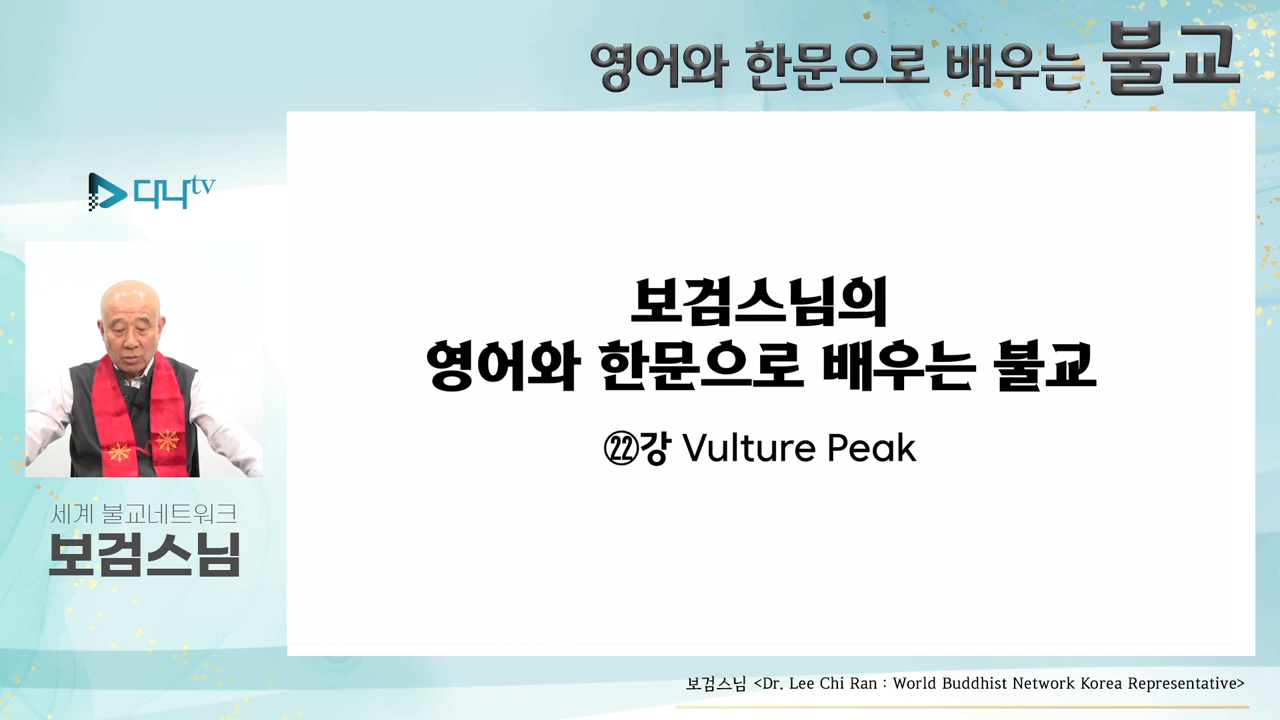 영어와 한문으로 배우는 불교
디나tv
보검스님의
영어와 한문으로 배우는 불교
㉒강 Vulture Peak
세계 불교네트워크
보검스님
보검스님 <Dr. Lee Chi Ran : World Buddhist Network Korea Representative>